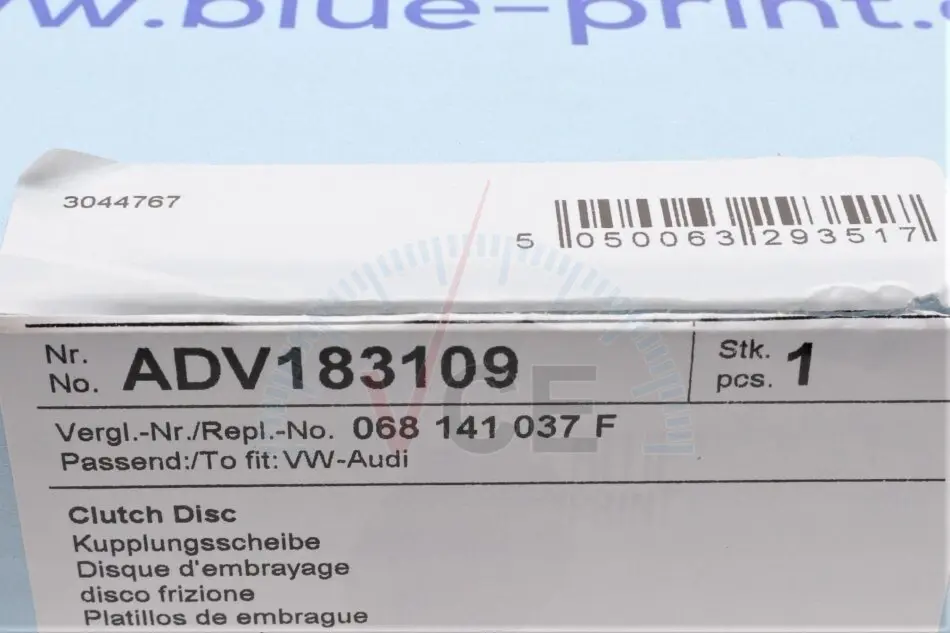 w.blue-print.
3044767
5 050063 293517
Nr.
No. ADV183109
Stk.
pcs. 1
Vergl.-Nr./Repl.-No. 068 141 037 F
Passend:/To fit: VW-Audi
VCE
Clutch Disc
Kupplungsscheibe
Disque d'embrayage
disco frizione
Platillos de embrague